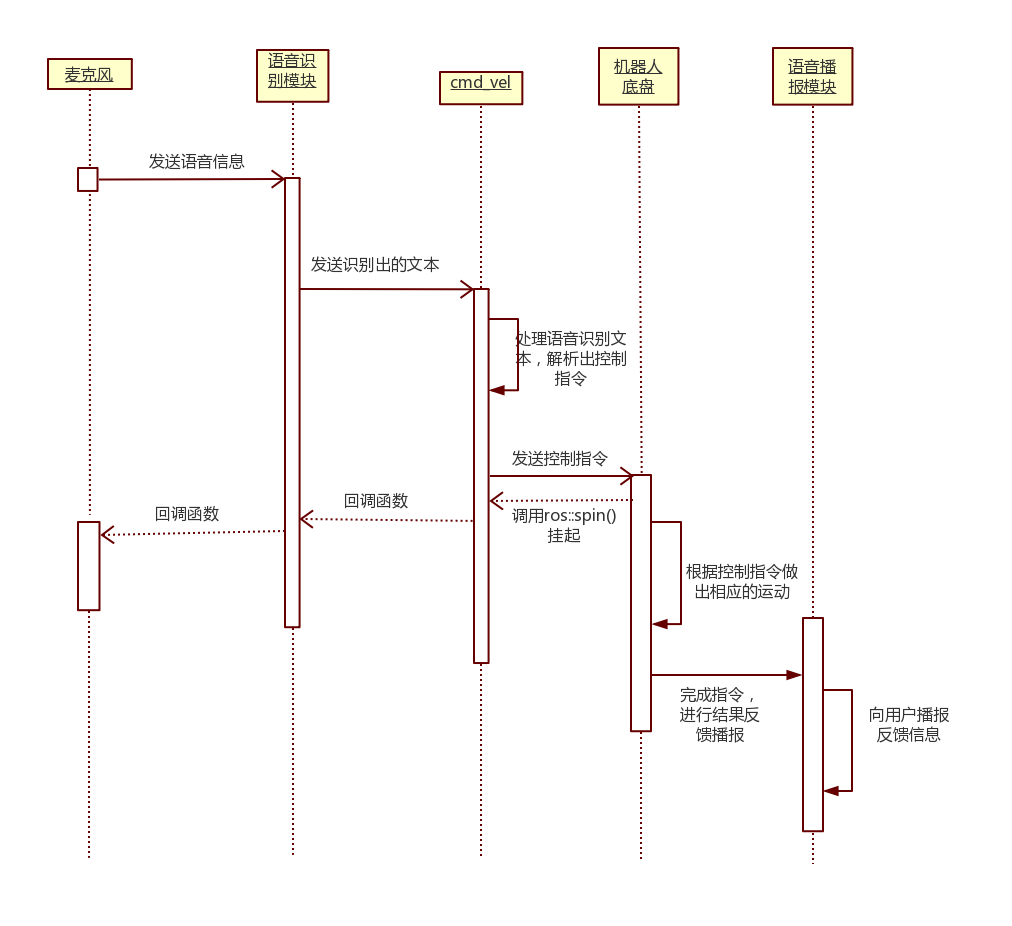 麦克风
语音识
别模块
cmd_vel
机器人
底盘
语音播
报模块
发送语音信息
发送识别出的文本
处理语音识别文
本，解析出控制
指令
发送控制指令
回调函数
回调函数
调用ros::spin()
挂起
根据控制指令做
出相应的运动
完成指令，
进行结果反
馈播报
向用户播报
反馈信息